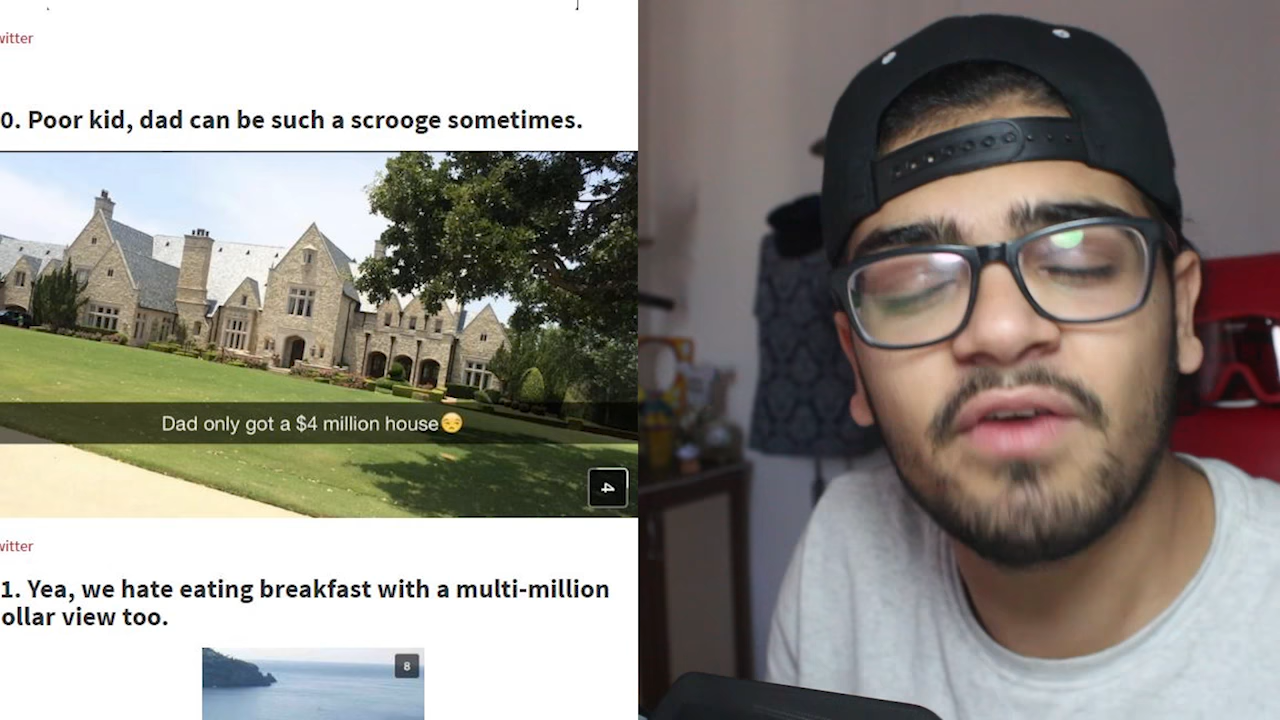 witter
0. Poor kid, dad can be such a scrooge sometimes.
Dad only got a $4 million house
4
witter
1. Yea, we hate eating breakfast with a multi-million
ollar view too.
8